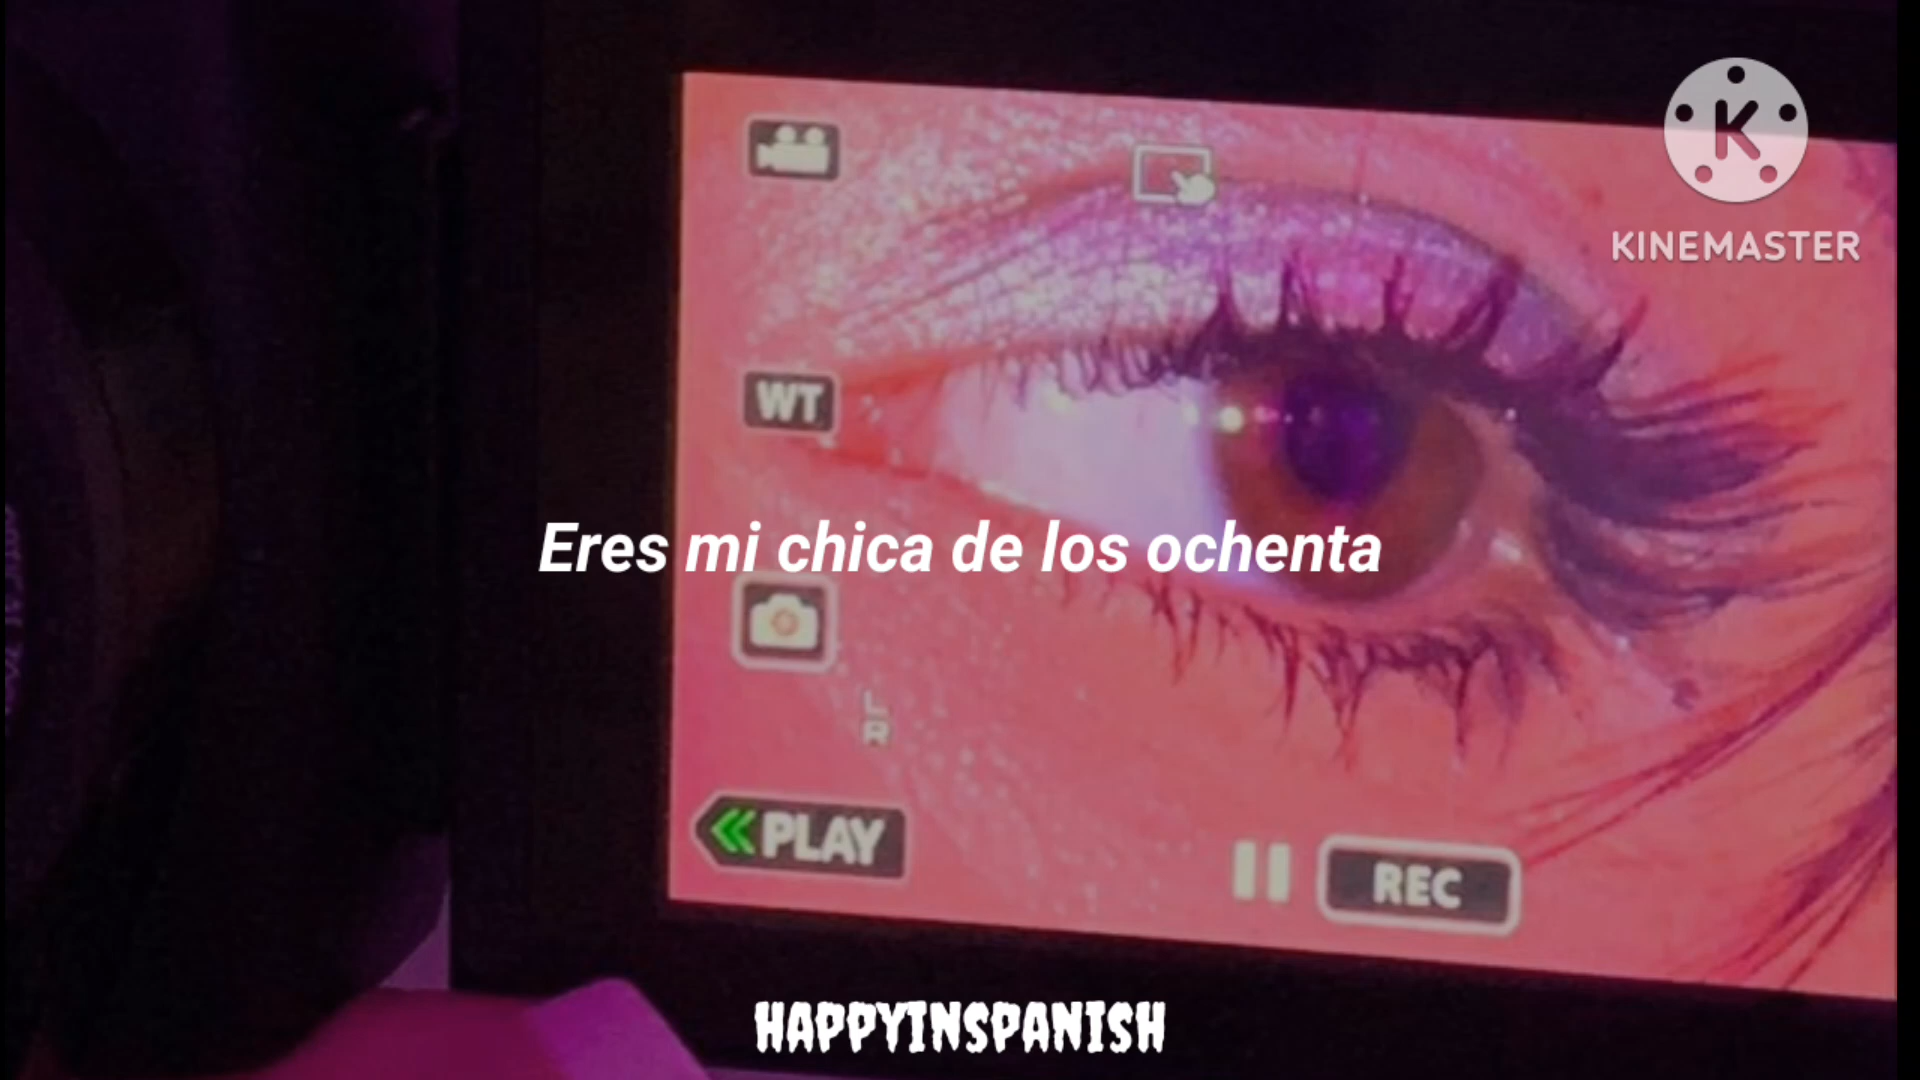 K
KINEMASTER
WT
Eres mi chica de los ochenta
L
R
PLAY
REC
HAPPYINSPANISH